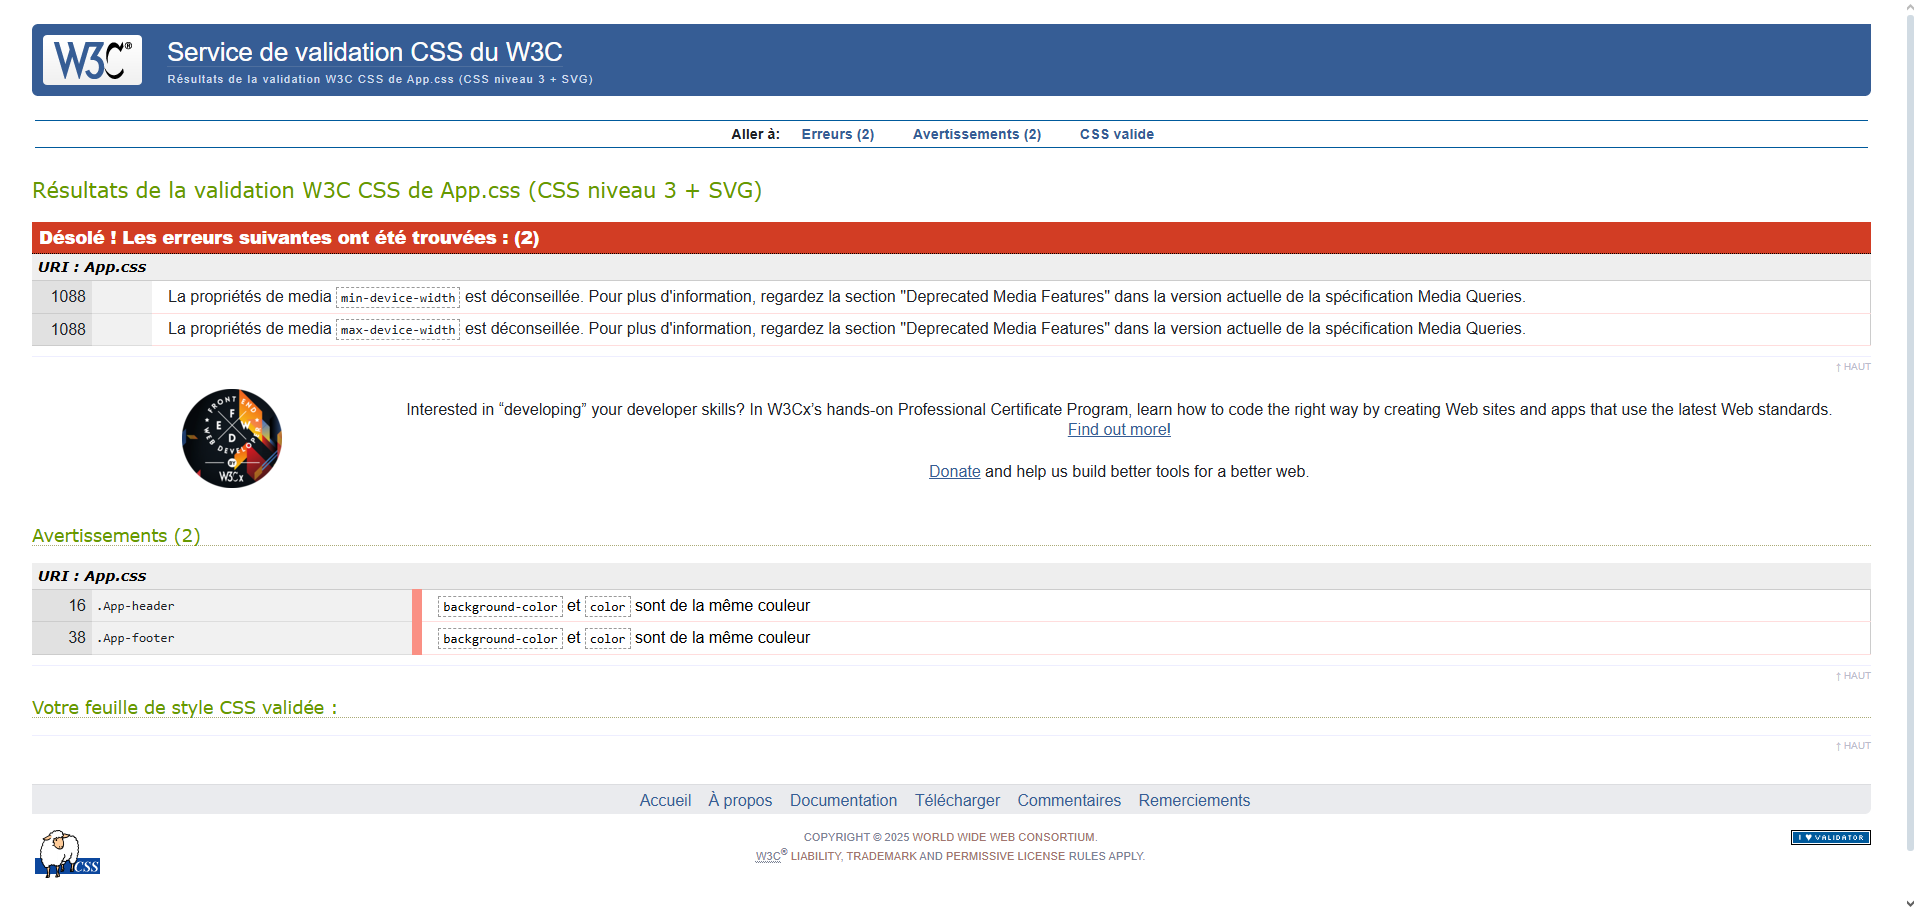 W3C®
Service de validation CSS du W3C
Résultats de la validation W3C CSS de App.css (CSS niveau 3 + SVG)
Aller à: Erreurs (2) Avertissements (2) CSS valide
Résultats de la validation W3C CSS de App.css (CSS niveau 3 + SVG)
Désolé ! Les erreurs suivantes ont été trouvées : (2)
URI : App.css
1088 La propriétés de media min-device-width est déconseillée. Pour plus d'information, regardez la section "Deprecated Media Features" dans la version actuelle de la spécification Media Queries.
1088 La propriétés de media max-device-width est déconseillée. Pour plus d'information, regardez la section "Deprecated Media Features" dans la version actuelle de la spécification Media Queries.
↑ HAUT
FRONT END
F E W D
WEB DEVELOPER
BY
W3Cx
Interested in “developing” your developer skills? In W3Cx’s hands-on Professional Certificate Program, learn how to code the right way by creating Web sites and apps that use the latest Web standards.
Find out more!
Donate and help us build better tools for a better web.
Avertissements (2)
URI : App.css
16 .App-header background-color et color sont de la même couleur
38 .App-footer background-color et color sont de la même couleur
↑ HAUT
Votre feuille de style CSS validée :
↑ HAUT
Accueil À propos Documentation Télécharger Commentaires Remerciements
CSS
COPYRIGHT © 2025 WORLD WIDE WEB CONSORTIUM.
W3C® LIABILITY, TRADEMARK AND PERMISSIVE LICENSE RULES APPLY.
I ♥ VALIDATOR